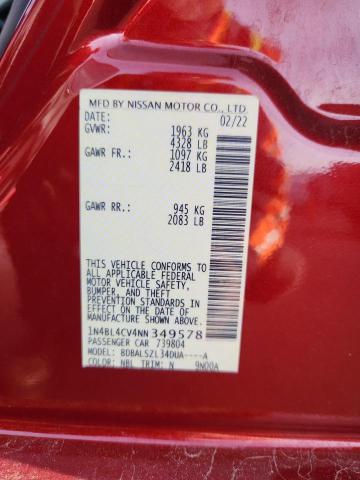 MFD BY NISSAN MOTOR CO., LTD
DATE: 02/22
GVWR: 1963 KG
4328 LB
GAWR FR.: 1097 KG
2418 LB
GAWR RR.: 945 KG
2083 LB
THIS VEHICLE CONFORMS TO
ALL APPLICABLE FEDERAL
MOTOR VEHICLE SAFETY,
BUMPER, AND THEFT
PREVENTION STANDARDS IN
EFFECT ON THE DATE OF
MANUFACTURE SHOWN ABOVE.
1N4BL4CV4NN349578
PASSENGER CAR 739804
MODEL: BDBALSZL34DUA----A
COLOR: NBL TRIM: N 9N00A